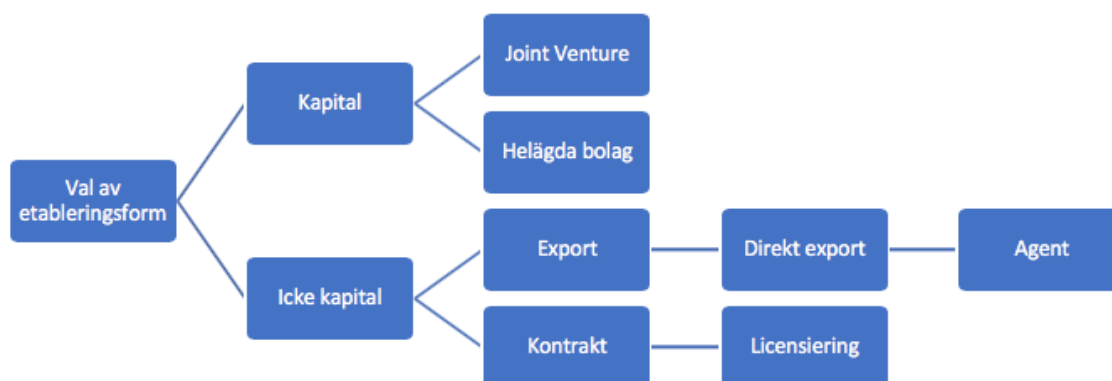 Joint Venture
Kapital
Helägda bolag
Val av
etableringsform
Export
Direkt export
Agent
Icke kapital
Kontrakt
Licensiering